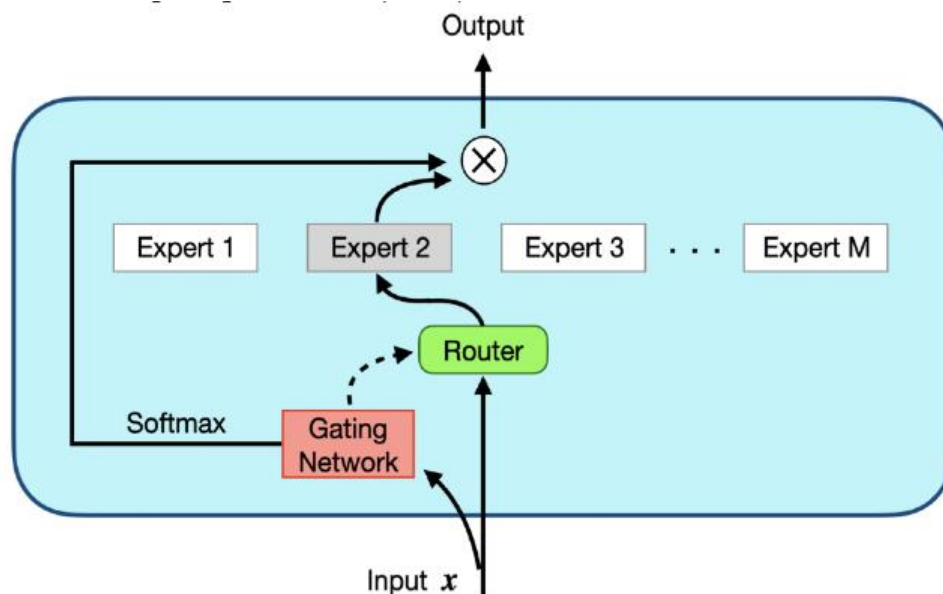 Output
Expert 1
Expert 2
Expert 3
. . .
Expert M
Router
Softmax
Gating
Network
Input x